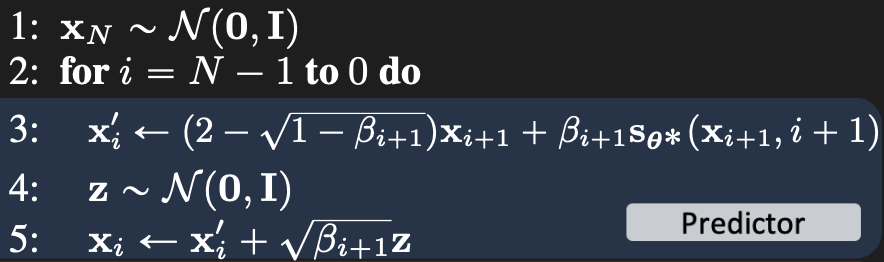 1: x_N ∼ 𝒩(0, I)
2: for i = N − 1 to 0 do
3: x′_i ← (2 − √(1 − β_{i+1}))x_{i+1} + β_{i+1}s_{θ*}(x_{i+1}, i + 1)
4: z ∼ 𝒩(0, I)
5: x_i ← x′_i + √(β_{i+1})z
Predictor